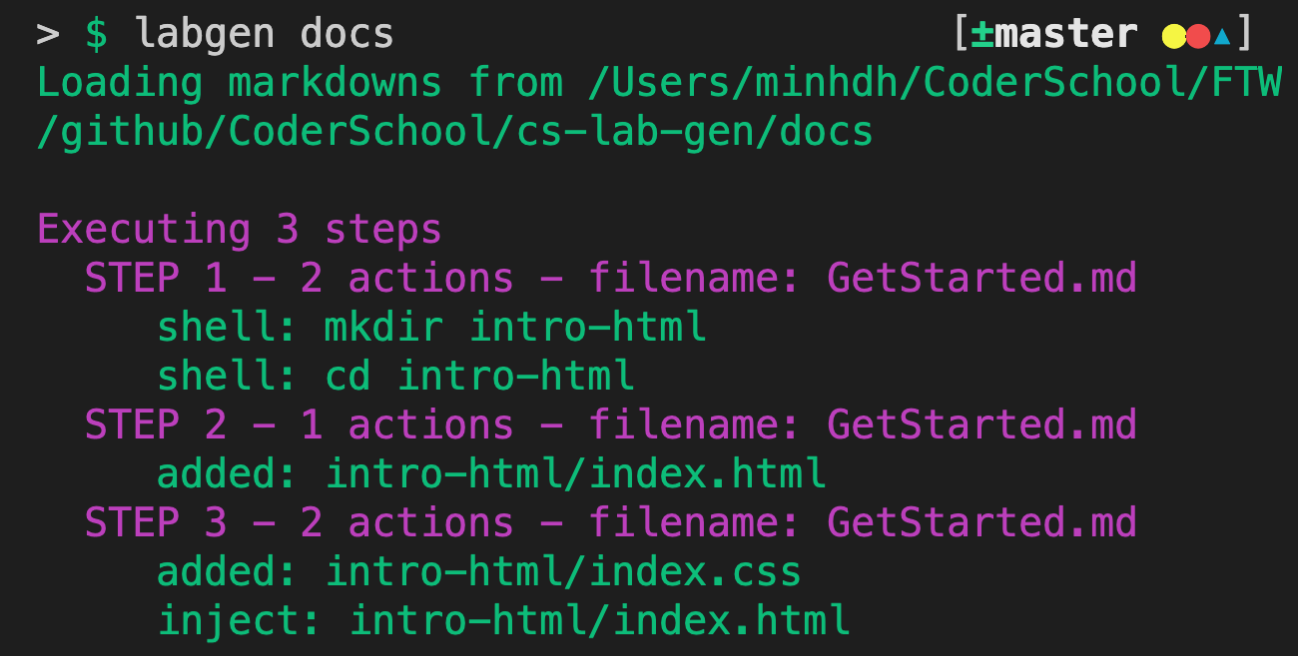 > $ labgen docs [±master ●●▲]
Loading markdowns from /Users/minhdh/CoderSchool/FTW
/github/CoderSchool/cs-lab-gen/docs
Executing 3 steps
STEP 1 - 2 actions - filename: GetStarted.md
shell: mkdir intro-html
shell: cd intro-html
STEP 2 - 1 actions - filename: GetStarted.md
added: intro-html/index.html
STEP 3 - 2 actions - filename: GetStarted.md
added: intro-html/index.css
inject: intro-html/index.html